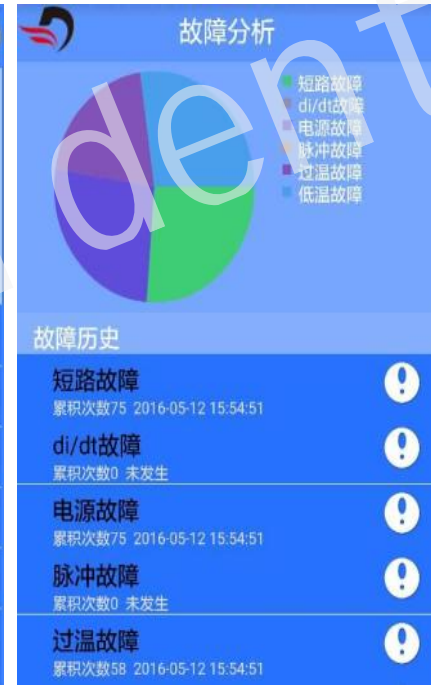 故障分析
短路故障
di/dt故障
电源故障
脉冲故障
过温故障
低温故障
故障历史
短路故障
累积次数75 2016-05-12 15:54:51
di/dt故障
累积次数0 未发生
电源故障
累积次数75 2016-05-12 15:54:51
脉冲故障
累积次数0 未发生
过温故障
累积次数58 2016-05-12 15:54:51